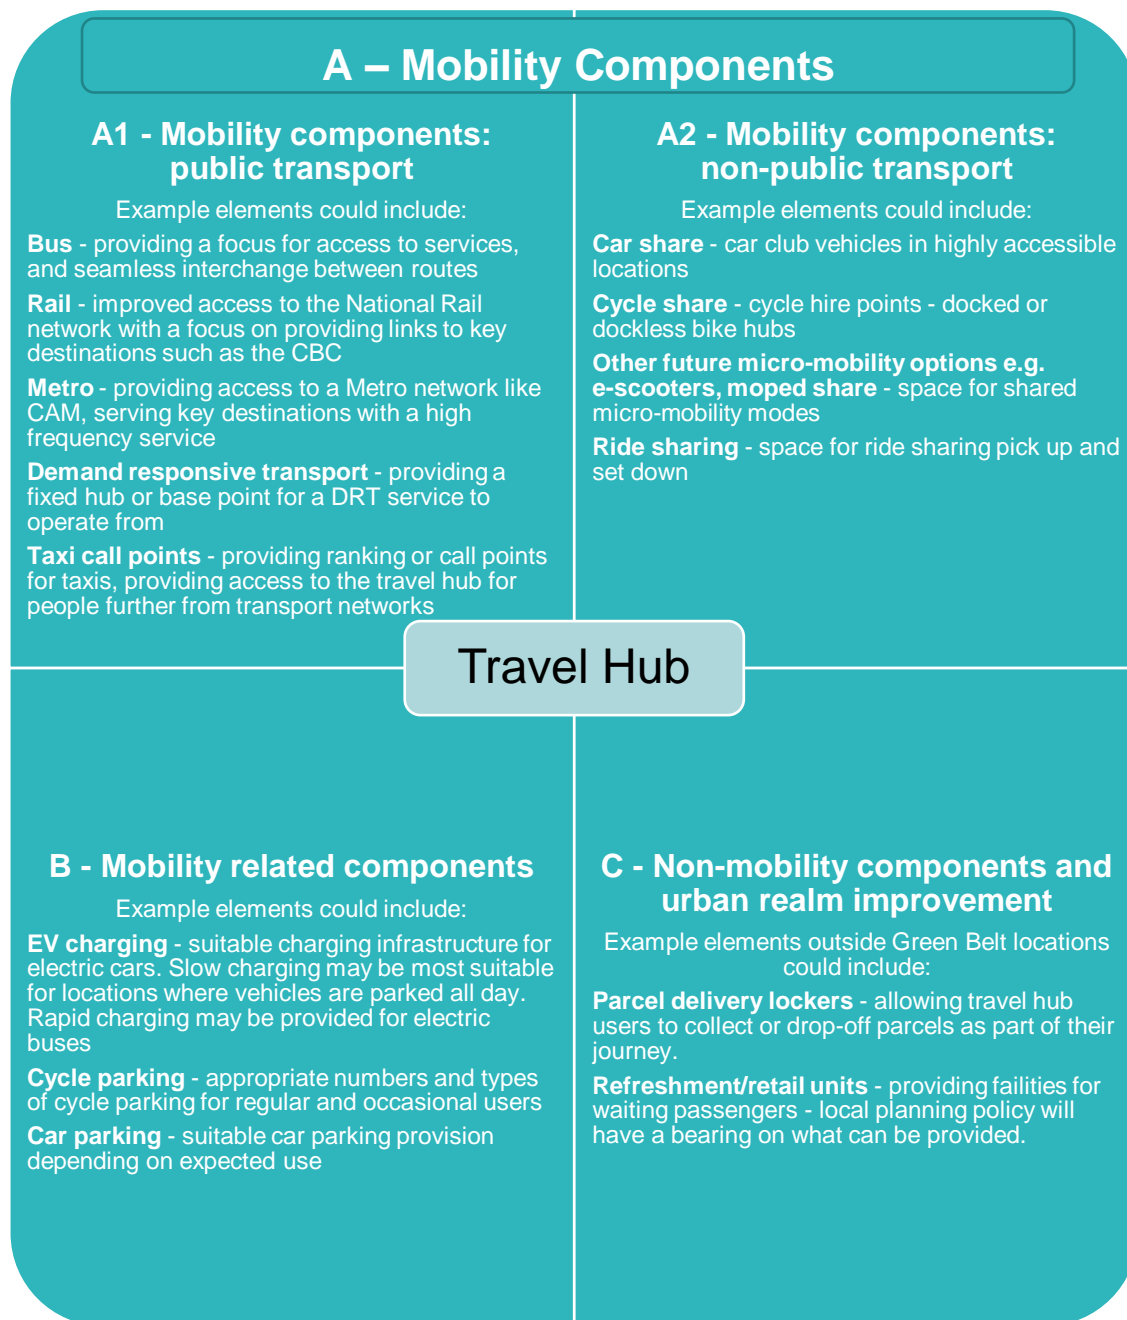 A – Mobility Components
A1 - Mobility components:
public transport
Example elements could include:
Bus - providing a focus for access to services,
and seamless interchange between routes
Rail - improved access to the National Rail
network with a focus on providing links to key
destinations such as the CBC
Metro - providing access to a Metro network like
CAM, serving key destinations with a high
frequency service
Demand responsive transport - providing a
fixed hub or base point for a DRT service to
operate from
Taxi call points - providing ranking or call points
for taxis, providing access to the travel hub for
people further from transport networks
A2 - Mobility components:
non-public transport
Example elements could include:
Car share - car club vehicles in highly accessible
locations
Cycle share - cycle hire points - docked or
dockless bike hubs
Other future micro-mobility options e.g.
e-scooters, moped share - space for shared
micro-mobility modes
Ride sharing - space for ride sharing pick up and
set down
Travel Hub
B - Mobility related components
Example elements could include:
EV charging - suitable charging infrastructure for
electric cars. Slow charging may be most suitable
for locations where vehicles are parked all day.
Rapid charging may be provided for electric
buses
Cycle parking - appropriate numbers and types
of cycle parking for regular and occasional users
Car parking - suitable car parking provision
depending on expected use
C - Non-mobility components and
urban realm improvement
Example elements outside Green Belt locations
could include:
Parcel delivery lockers - allowing travel hub
users to collect or drop-off parcels as part of their
journey.
Refreshment/retail units - providing failities for
waiting passengers - local planning policy will
have a bearing on what can be provided.